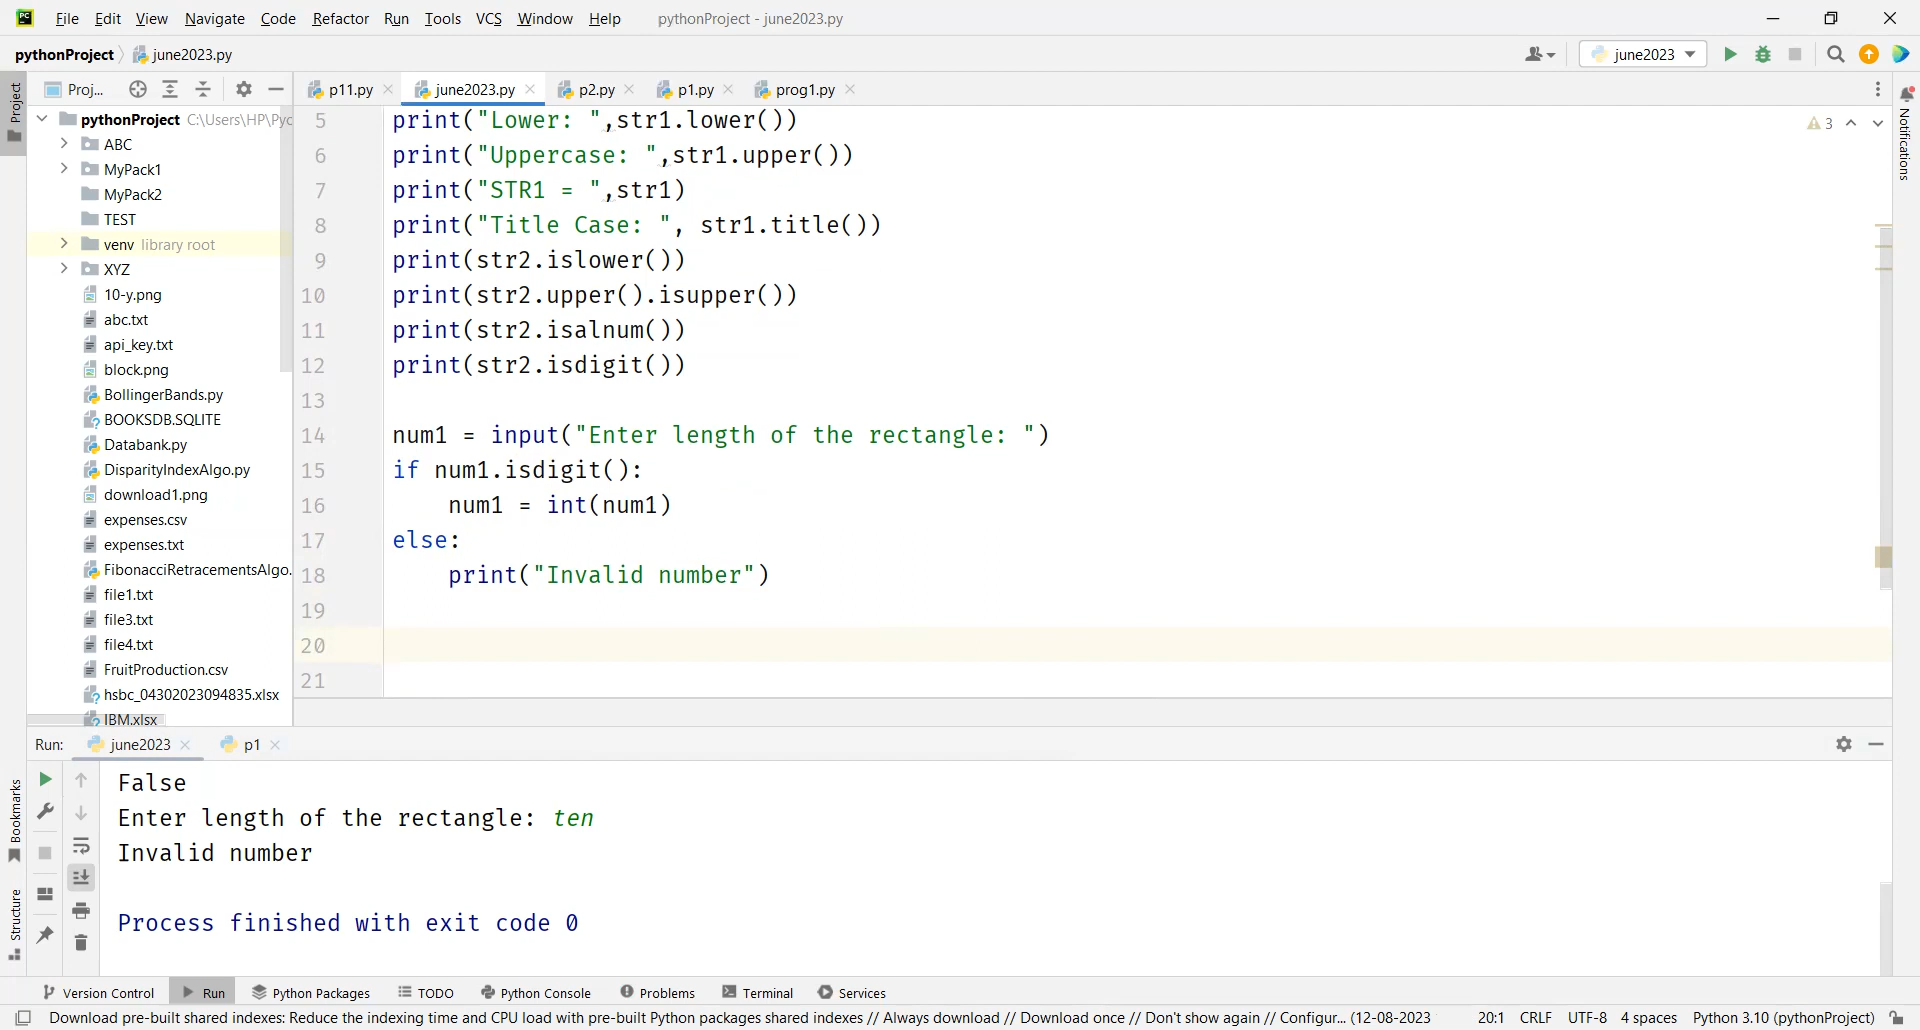 PC File Edit View Navigate Code Refactor Run Tools VCS Window Help pythonProject - june2023.py
pythonProject june2023.py june2023
Project
Proj...
p11.py june2023.py p2.py p1.py prog1.py
Notifications
pythonProject C:\Users\HP\Pyc
ABC
MyPack1
MyPack2
TEST
venv library root
XYZ
10-y.png
abc.txt
api_key.txt
block.png
BollingerBands.py
BOOKSDB.SQLITE
Databank.py
DisparityIndexAlgo.py
download1.png
expenses.csv
expenses.txt
FibonacciRetracementsAlgo.
file1.txt
file3.txt
file4.txt
FruitProduction.csv
hsbc_04302023094835.xlsx
IBM.xlsx
3
5 print("Lower: ",str1.lower())
6 print("Uppercase: ",str1.upper())
7 print("STR1 = ",str1)
8 print("Title Case: ", str1.title())
9 print(str2.islower())
10 print(str2.upper().isupper())
11 print(str2.isalnum())
12 print(str2.isdigit())
13
14 num1 = input("Enter length of the rectangle: ")
15 if num1.isdigit():
16 num1 = int(num1)
17 else:
18 print("Invalid number")
19
20
21
Run: june2023 p1
False
Enter length of the rectangle: ten
Invalid number
Process finished with exit code 0
Bookmarks
Structure
Version Control Run Python Packages TODO Python Console Problems Terminal Services
Download pre-built shared indexes: Reduce the indexing time and CPU load with pre-built Python packages shared indexes // Always download // Download once // Don't show again // Configur... (12-08-2023 20:1 CRLF UTF-8 4 spaces Python 3.10 (pythonProject)